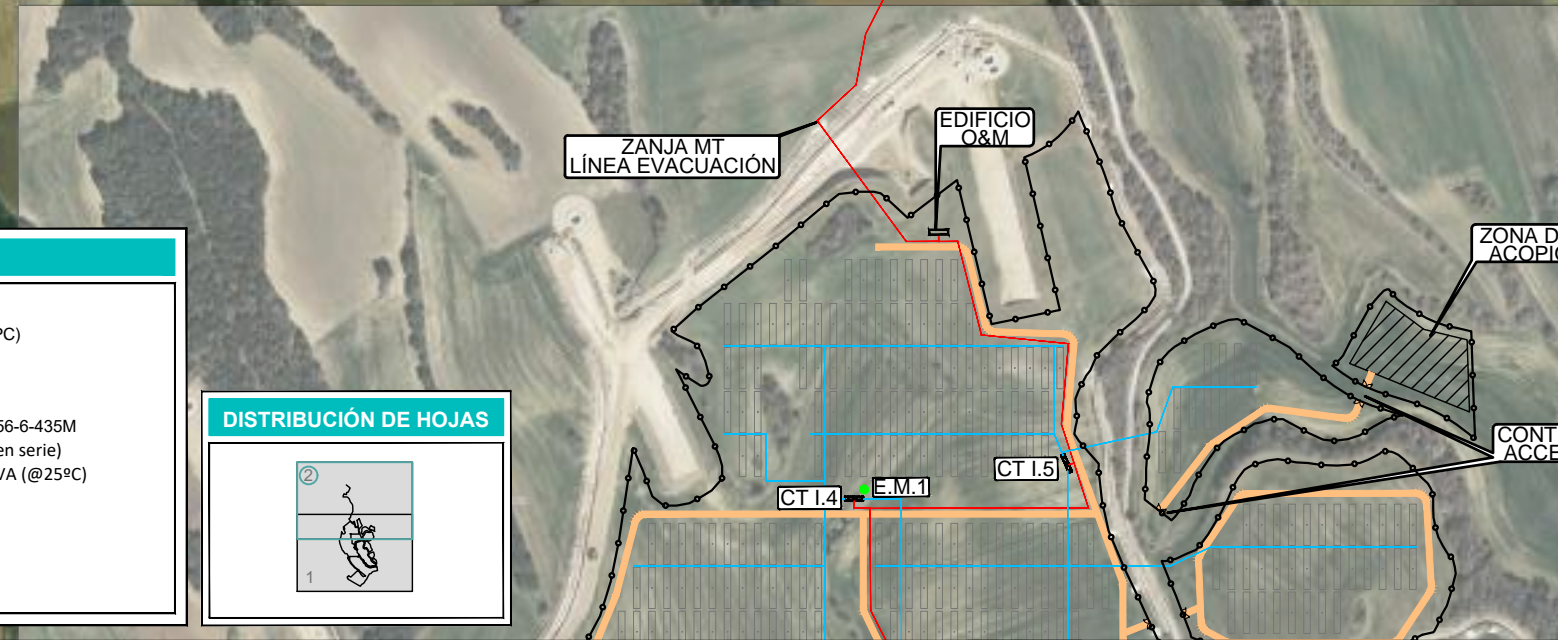 ZANJA MT
LÍNEA EVACUACIÓN
EDIFICIO
O&M
ZONA D
ACOPIO
ºC)
56-6-435M
en serie)
VA (@25ºC)
DISTRIBUCIÓN DE HOJAS
2
1
CT I.4
E.M.1
CT I.5
CONT
ACCE